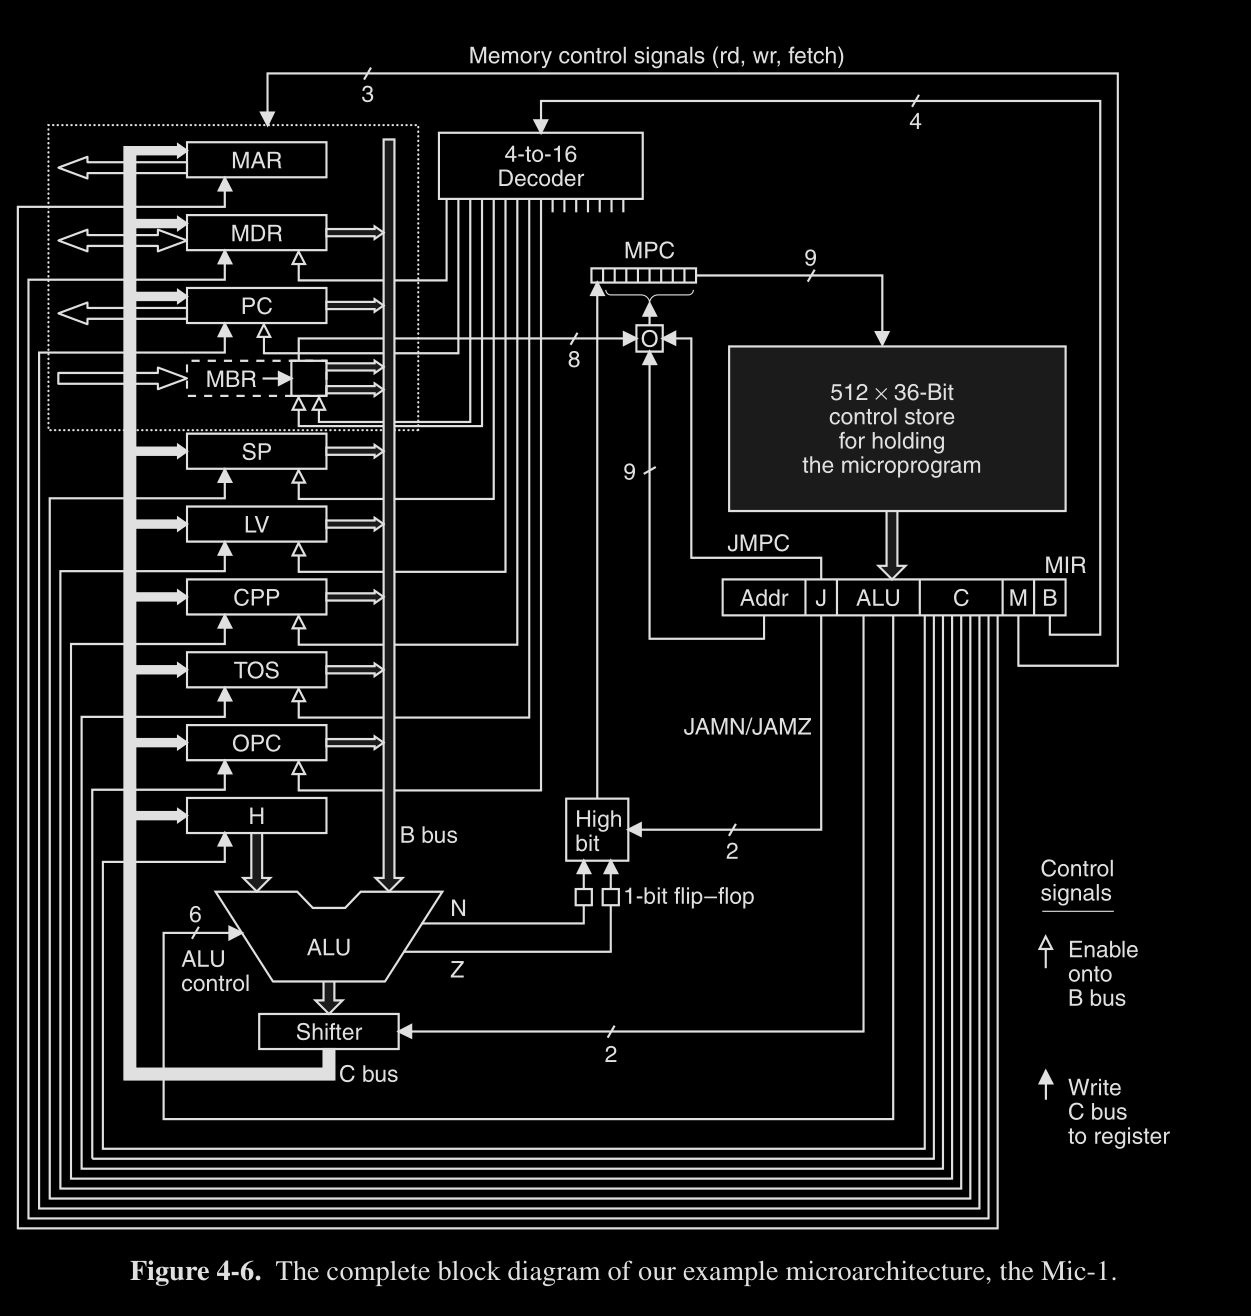 Memory control signals (rd, wr, fetch)
3
4
MAR
4-to-16
Decoder
MDR
MPC
9
PC
O
8
MBR
512 × 36-Bit
control store
for holding
the microprogram
SP
9
LV
JMPC
MIR
Addr J ALU C M B
CPP
TOS
JAMN/JAMZ
OPC
H
High
bit
B bus
2
Control
signals
1-bit flip–flop
N
6
ALU
ALU
control
Z
Enable
onto
B bus
Shifter
2
C bus
Write
C bus
to register
Figure 4-6. The complete block diagram of our example microarchitecture, the Mic-1.